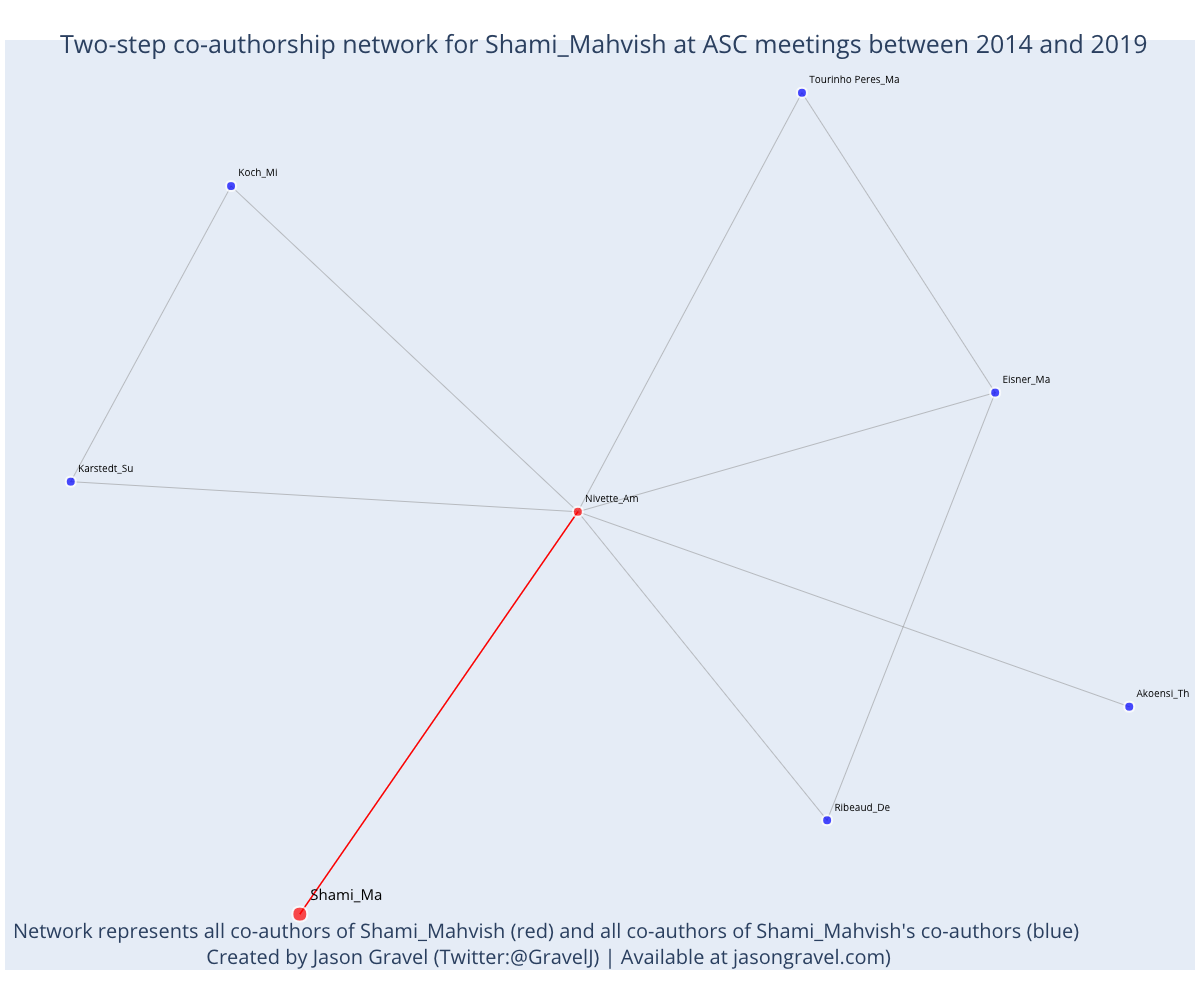 Two-step co-authorship network for Shami_Mahvish at ASC meetings between 2014 and 2019
Tourinho Peres_Ma
Koch_Mi
Eisner_Ma
Karstedt_Su
Nivette_Am
Akoensi_Th
Ribeaud_De
Shami_Ma
Network represents all co-authors of Shami_Mahvish (red) and all co-authors of Shami_Mahvish's co-authors (blue)
Created by Jason Gravel (Twitter:@GravelJ) | Available at jasongravel.com)